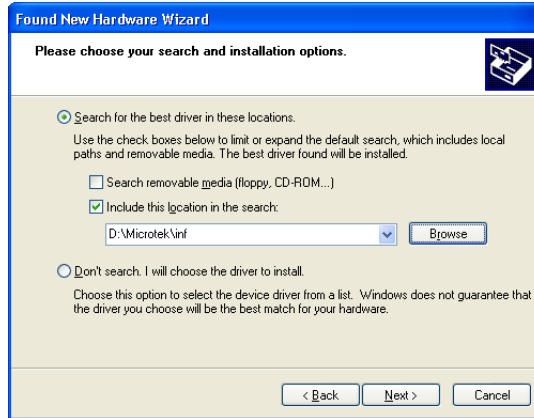 Found New Hardware Wizard
Please choose your search and installation options.
Search for the best driver in these locations.
Use the check boxes below to limit or expand the default search, which includes local
paths and removable media. The best driver found will be installed.
Search removable media (floppy, CD-ROM...)
Include this location in the search:
D:\Microtek\inf
Browse
Don't search. I will choose the driver to install.
Choose this option to select the device driver from a list. Windows does not guarantee that
the driver you choose will be the best match for your hardware.
< Back
Next >
Cancel